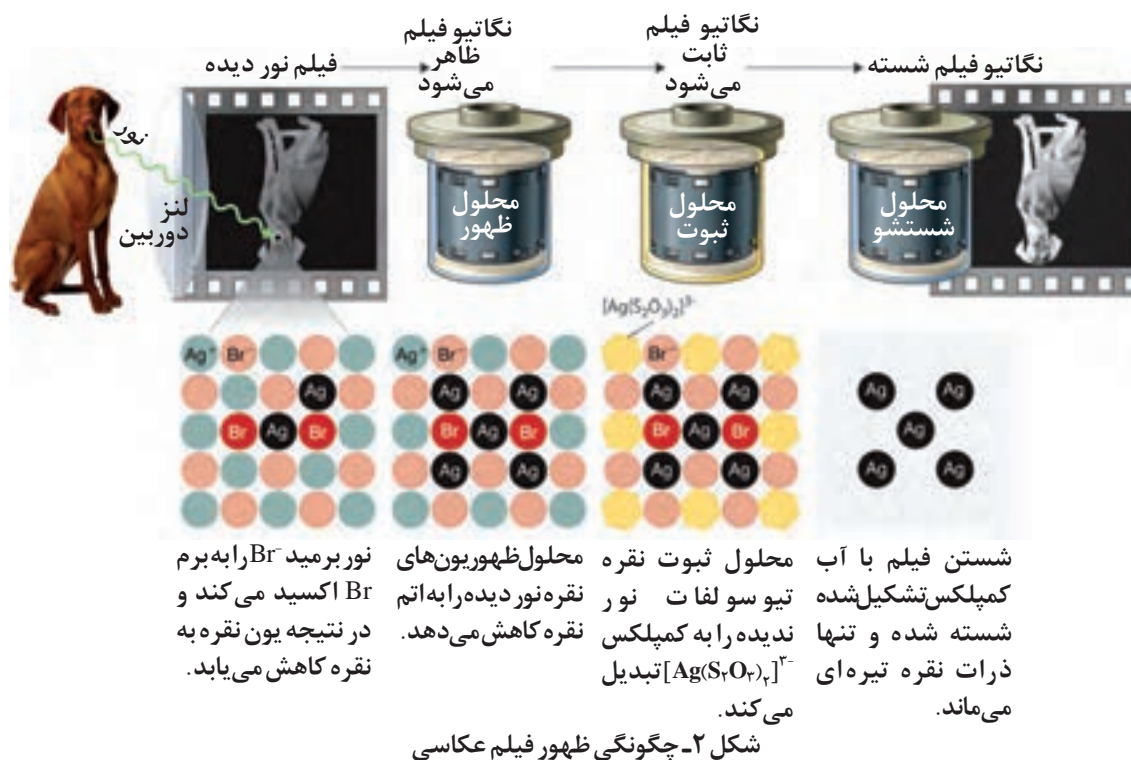 فیلم نور دیده
نگاتیو فیلم
ظاهر
می‌شود
نگاتیو فیلم
ثابت
می‌شود
نگاتیو فیلم شسته
نور
لنز
دوربین
محلول
ظهور
محلول
ثبوت
محلول
شستشو
[Ag(S₂O₃)₂]³⁻
Ag⁺ Br⁻
Ag
Br Ag Br
Ag⁺ Br⁻
Ag Ag
Br Ag Br
Ag Ag
Br⁻
Ag Ag
Br Ag Br
Ag Ag
Ag Ag
Ag
Ag Ag
نور برمید Br⁻ را به برم
Br اکسید می‌کند و
در نتیجه یون نقره به
نقره کاهش می‌یابد.
محلول ظهور یون‌های
نقره نور دیده را به اتم
نقره کاهش می‌دهد.
محلول ثبوت نقره
تیو سولفات نور
ندیده را به کمپلکس
[Ag(S۲O۳)۲]۳- تبدیل
می‌کند.
شستن فیلم با آب
کمپلکس تشکیل‌شده
شسته شده و تنها
ذرات نقره تیره‌ای
می‌ماند.
شکل ۲ـ چگونگی ظهور فیلم عکاسی